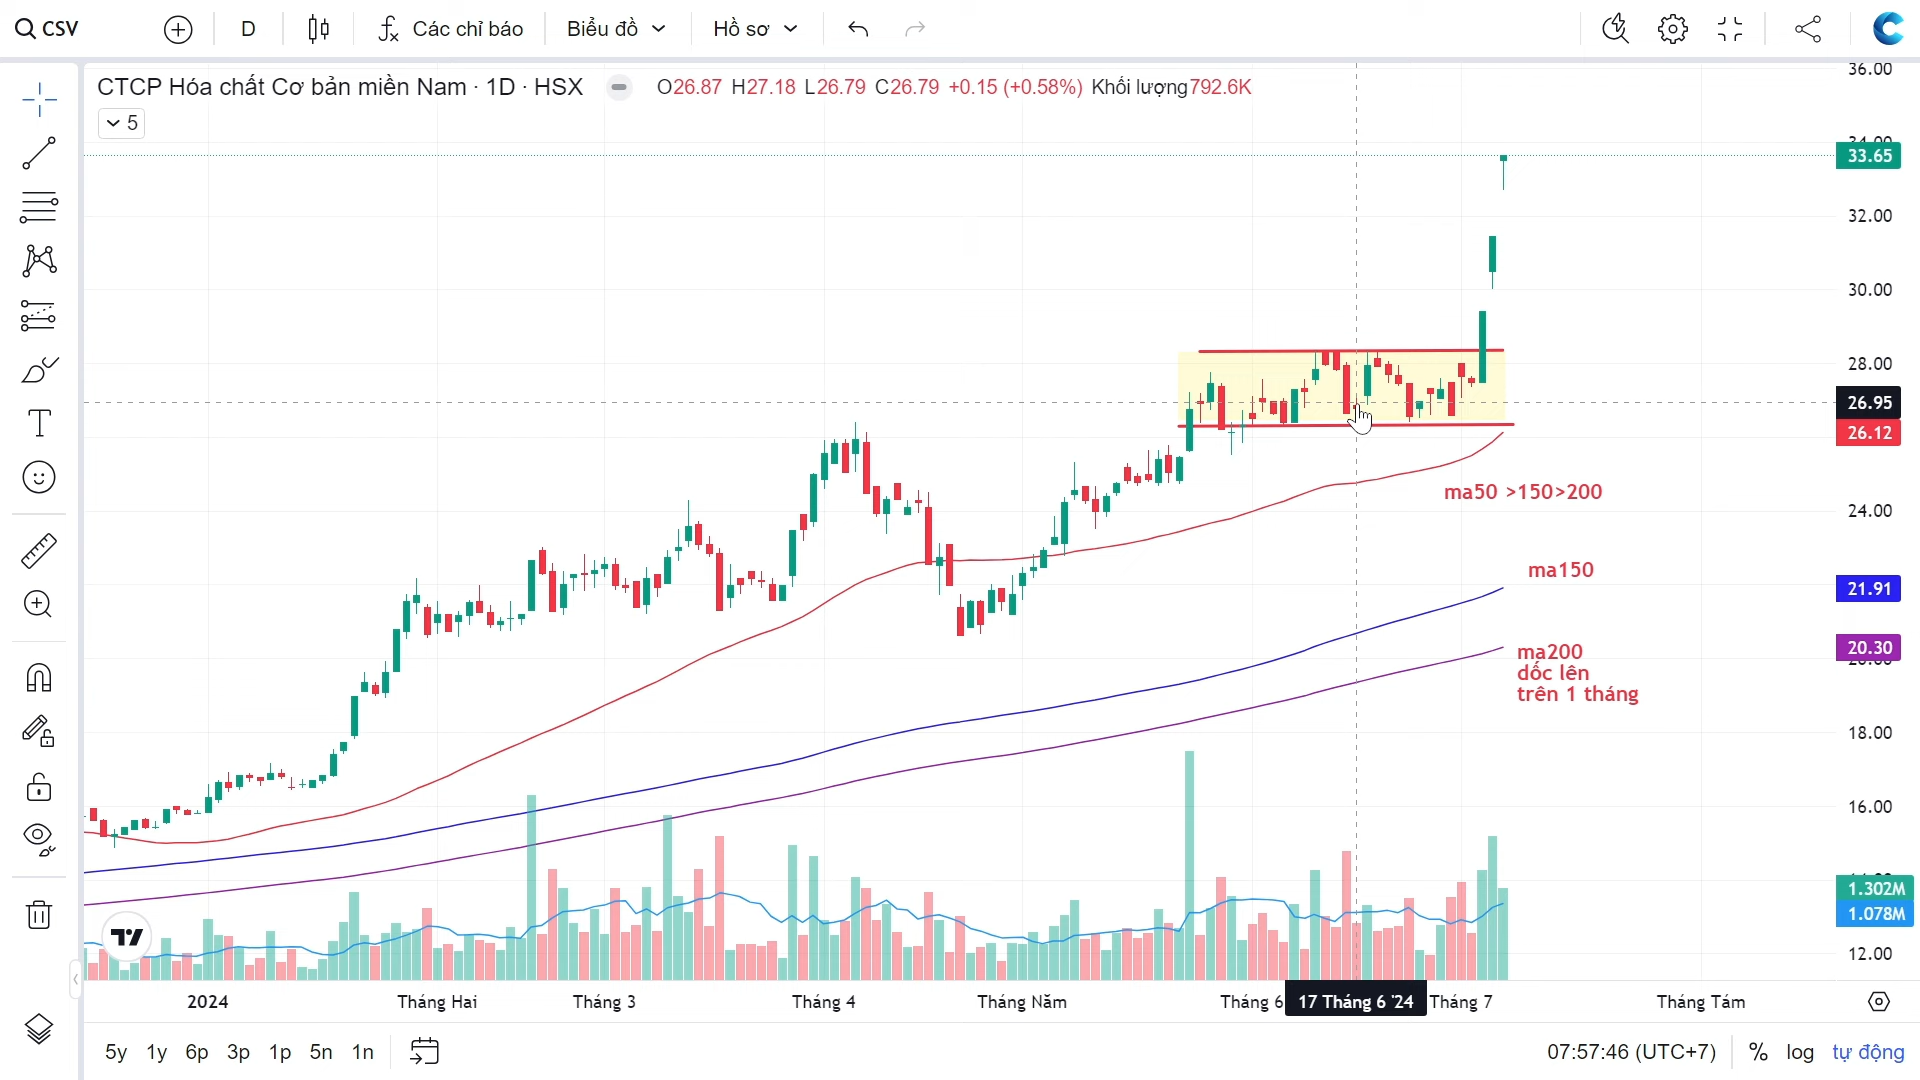 CSV
D
Các chỉ báo
Biểu đồ
Hồ sơ
CTCP Hóa chất Cơ bản miền Nam · 1D · HSX
O26.87 H27.18 L26.79 C26.79 +0.15 (+0.58%) Khối lượng792.6K
5
36.00
33.65
32.00
30.00
28.00
26.95
26.12
24.00
21.91
20.30
18.00
16.00
1.302M
1.078M
12.00
ma50 >150>200
ma150
ma200
dốc lên
trên 1 tháng
2024
Tháng Hai
Tháng 3
Tháng 4
Tháng Năm
Tháng 6
17 Tháng 6 '24
Tháng 7
Tháng Tám
5y 1y 6p 3p 1p 5n 1n
07:57:46 (UTC+7)
% log tự động